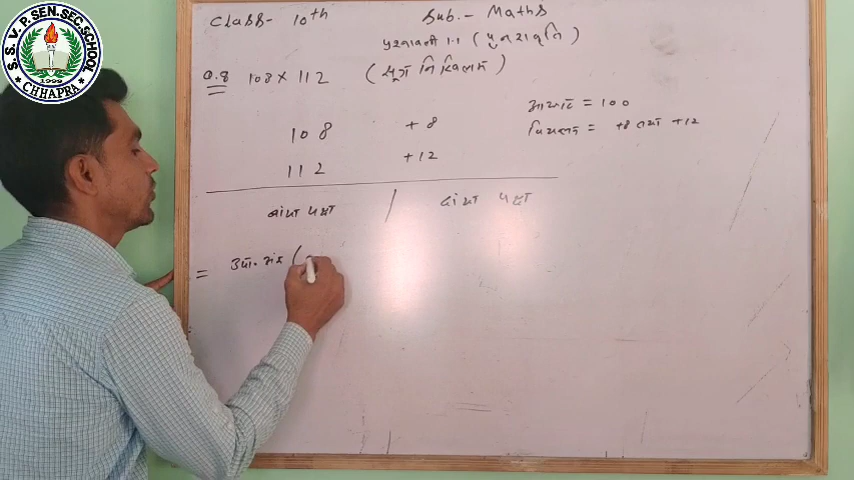 S. S. V. P. SEN. SEC. SCHOOL
1999
CHHAPRA
Class- 10th Sub.- Maths
प्रश्नावली 1.1 (पुनरावृति)
Q.8 108 × 112 (सूत्र निखिलम)
आधार = 100
विचलन = +8 तथा +12
108 +8
112 +12
बांया पक्ष / दांया पक्ष
= उपा. अंक (